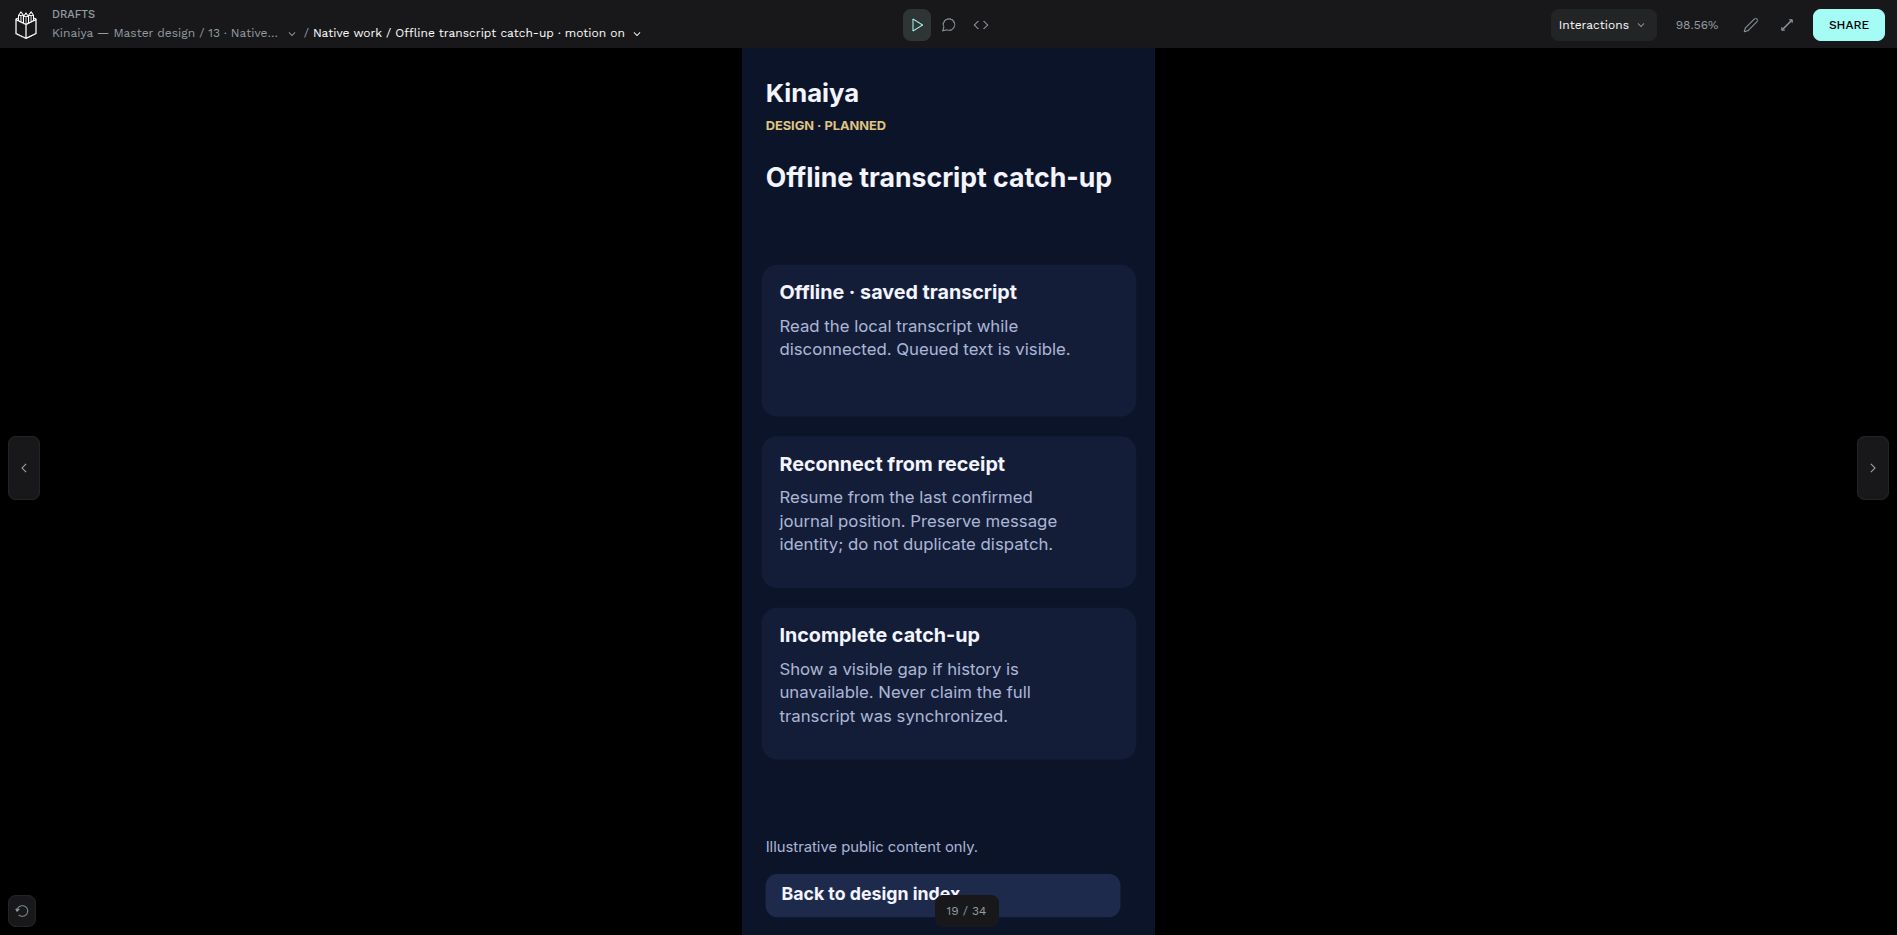 DRAFTS
Kinaiya — Master design / 13 · Native... / Native work / Offline transcript catch-up · motion on
Interactions
98.56%
SHARE
Kinaiya
DESIGN · PLANNED
Offline transcript catch-up
Offline · saved transcript
Read the local transcript while
disconnected. Queued text is visible.
Reconnect from receipt
Resume from the last confirmed
journal position. Preserve message
identity; do not duplicate dispatch.
Incomplete catch-up
Show a visible gap if history is
unavailable. Never claim the full
transcript was synchronized.
Illustrative public content only.
Back to design index
19 / 34